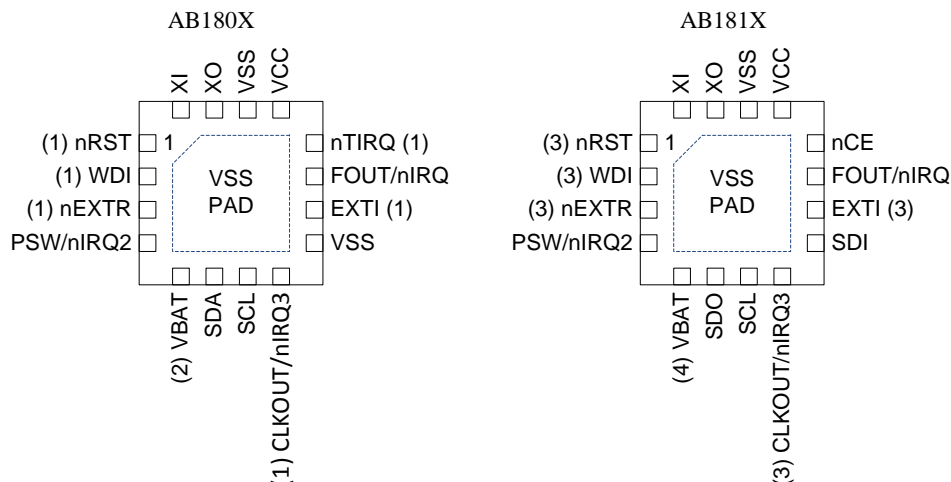 AB180X
XI
XO
VSS
VCC
(1) nRST
1
nTIRQ (1)
(1) WDI
VSS
PAD
FOUT/nIRQ
(1) nEXTR
EXTI (1)
PSW/nIRQ2
VSS
(2) VBAT
SDA
SCL
(1) CLKOUT/nIRQ3
AB181X
XI
XO
VSS
VCC
(3) nRST
1
nCE
(3) WDI
VSS
PAD
FOUT/nIRQ
(3) nEXTR
EXTI (3)
PSW/nIRQ2
SDI
(4) VBAT
SDO
SCL
(3) CLKOUT/nIRQ3